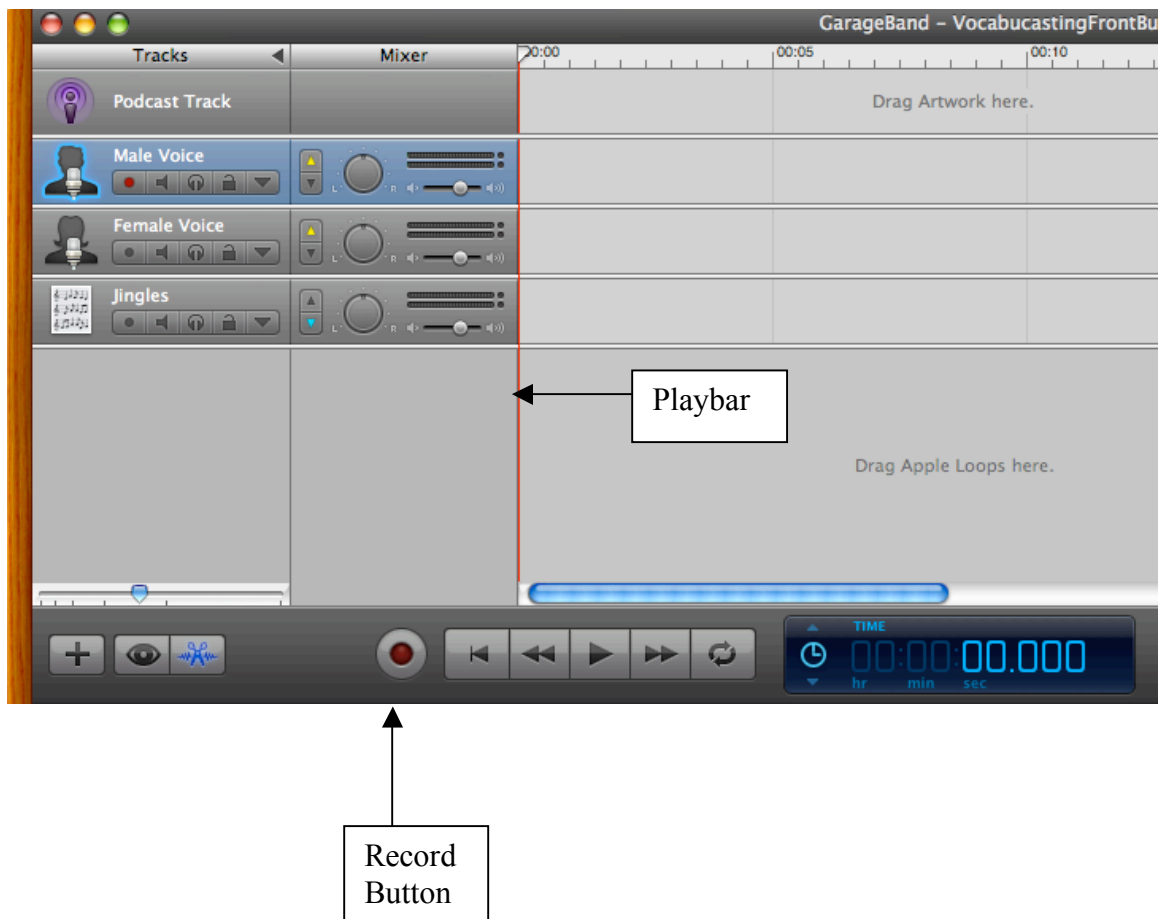 GarageBand – VocabucastingFrontBu
Tracks Mixer 00:00 00:05 00:10
Podcast Track Drag Artwork here.
Male Voice
L R
Female Voice
L R
Jingles
L R
Playbar
Drag Apple Loops here.
TIME
00:00:00.000
hr min sec
Record
Button